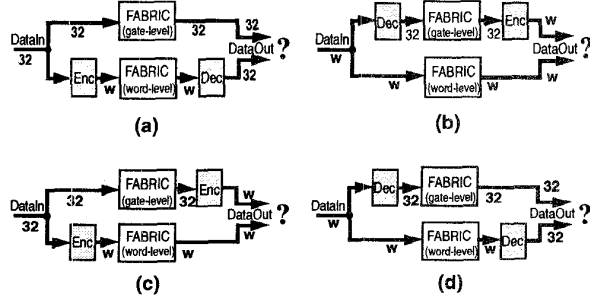 FABRIC
(gate-level)
32
32
DataIn
32
DataOut
?
Enc
w
FABRIC
(word-level)
w
Dec
32
(a)
Dec
32
FABRIC
(gate-level)
32
Enc
w
DataIn
w
DataOut
?
w
FABRIC
(word-level)
w
(b)
FABRIC
(gate-level)
32
32
Enc
w
DataIn
32
DataOut
?
Enc
w
FABRIC
(word-level)
w
w
(c)
Dec
32
FABRIC
(gate-level)
32
DataIn
w
DataOut
?
w
FABRIC
(word-level)
w
Dec
32
(d)